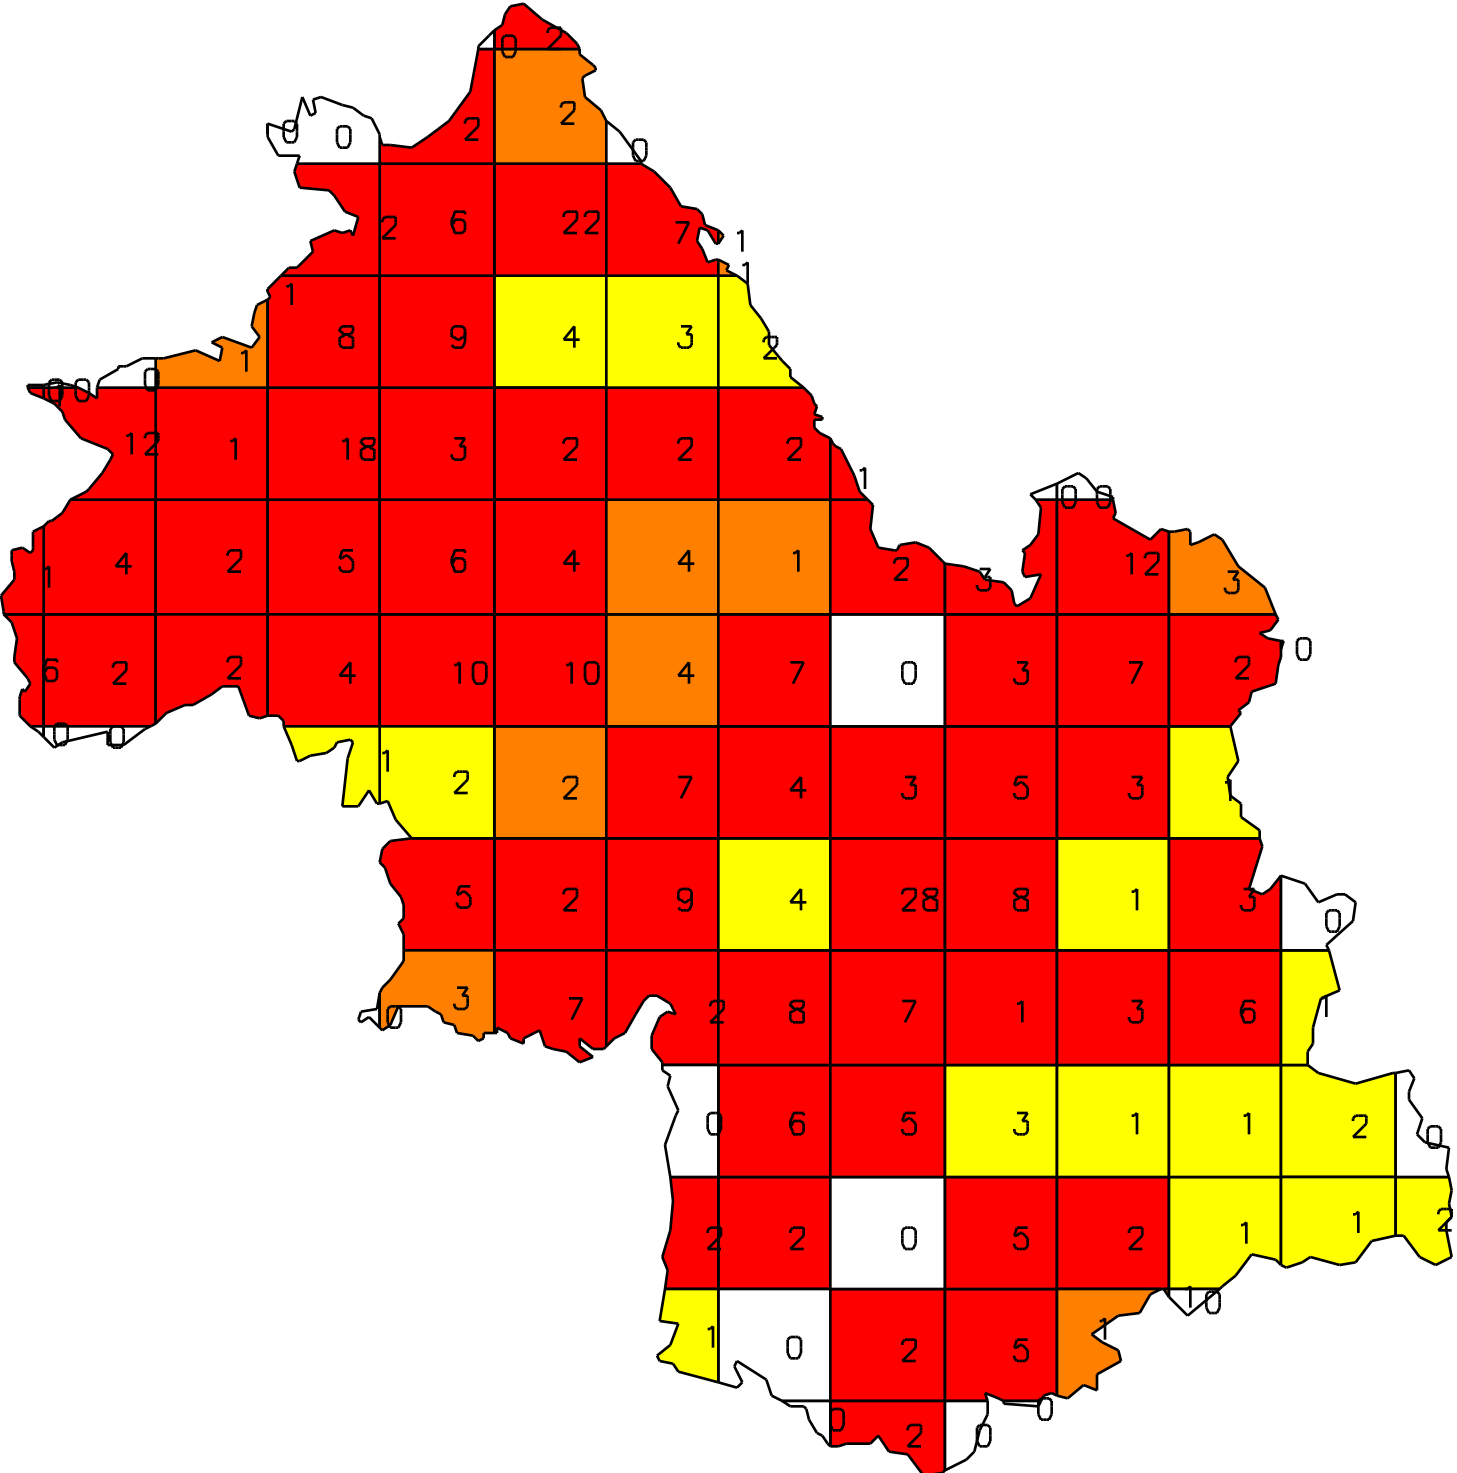 0 2
2
0 0 2 0
2 6 22 7 1
1
1
8 9 4 3 2
1
0 0 0
12 1 18 3 2 2 2
1 0 0
1 4 2 5 6 4 4 1 2 3 12 3
0
6 2 2 4 10 10 4 7 0 3 7 2
0 0
1 2 2 7 4 3 5 3 1
5 2 9 4 28 8 1 3 0
0 3 7 2 8 7 1 3 6 1
0 6 5 3 1 1 2 0
2 2 0 5 2 1 1 2
1 0
1 0 2 5 1
0 2 0 0